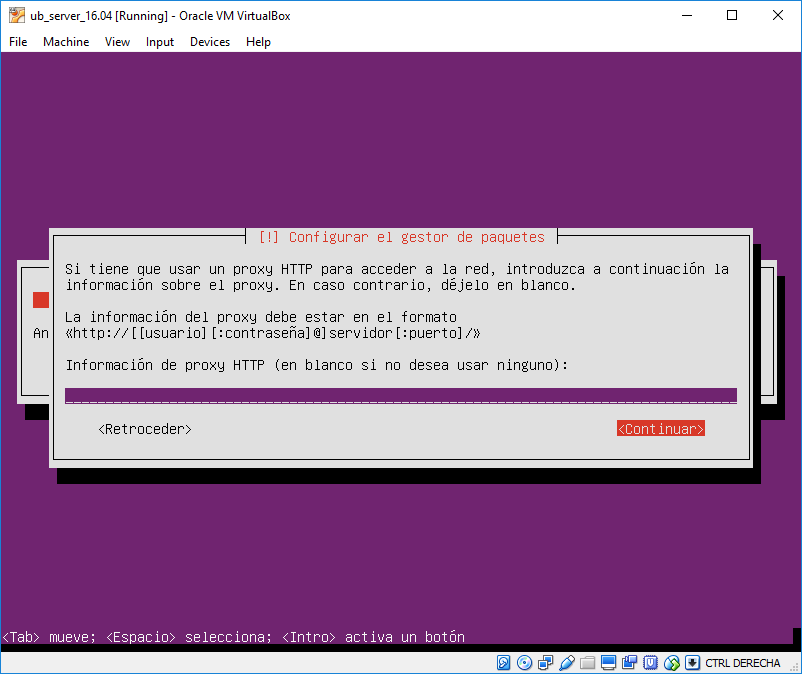 ub_server_16.04 [Running] - Oracle VM VirtualBox
File Machine View Input Devices Help
[!] Configurar el gestor de paquetes
Si tiene que usar un proxy HTTP para acceder a la red, introduzca a continuación la
información sobre el proxy. En caso contrario, déjelo en blanco.
La información del proxy debe estar en el formato
An «http://[[usuario][:contraseña]@]servidor[:puerto]/»
Información de proxy HTTP (en blanco si no desea usar ninguno):
<Retroceder> <Continuar>
<Tab> mueve; <Espacio> selecciona; <Intro> activa un botón
CTRL DERECHA